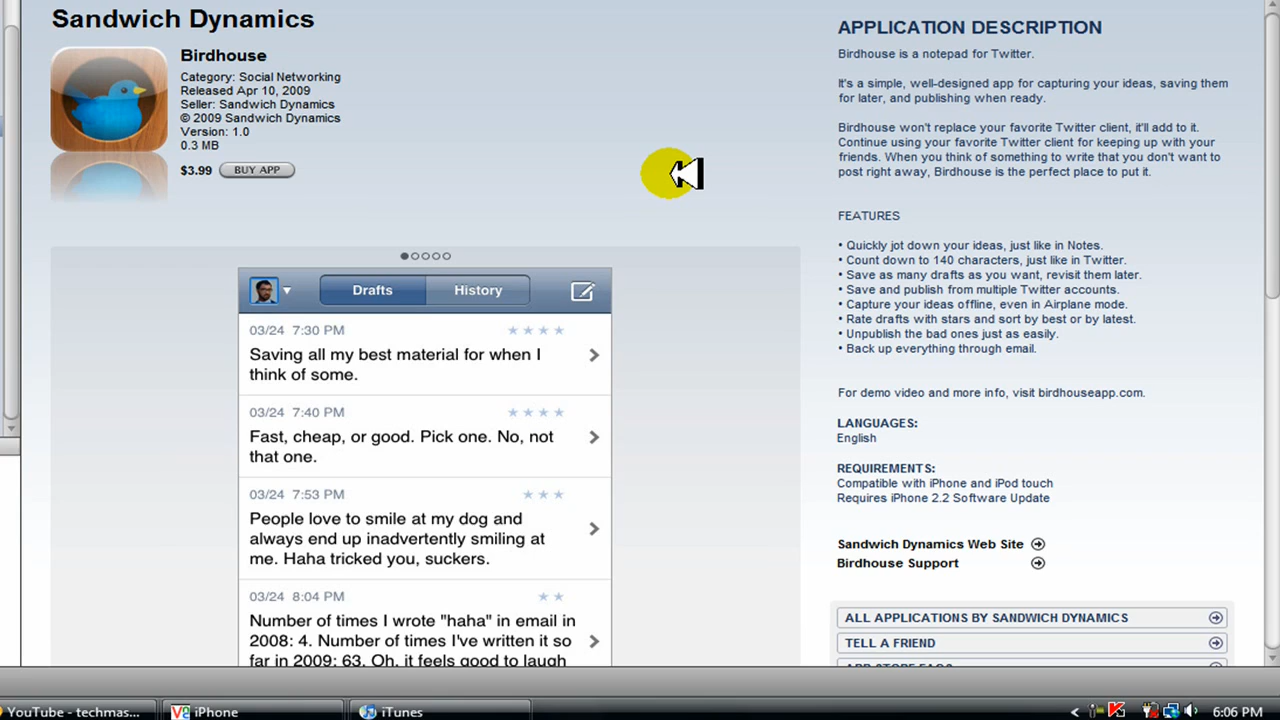 Sandwich Dynamics
Birdhouse
Category: Social Networking
Released Apr 10, 2009
Seller: Sandwich Dynamics
© 2009 Sandwich Dynamics
Version: 1.0
0.3 MB
$3.99 BUY APP
Drafts History
03/24 7:30 PM
Saving all my best material for when I
think of some.
03/24 7:40 PM
Fast, cheap, or good. Pick one. No, not
that one.
03/24 7:53 PM
People love to smile at my dog and
always end up inadvertently smiling at
me. Haha tricked you, suckers.
03/24 8:04 PM
Number of times I wrote "haha" in email in
2008: 4. Number of times I've written it so
far in 2009: 63. Oh, it feels good to laugh
APPLICATION DESCRIPTION
Birdhouse is a notepad for Twitter.
It's a simple, well-designed app for capturing your ideas, saving them
for later, and publishing when ready.
Birdhouse won't replace your favorite Twitter client, it'll add to it.
Continue using your favorite Twitter client for keeping up with your
friends. When you think of something to write that you don't want to
post right away, Birdhouse is the perfect place to put it.
FEATURES
• Quickly jot down your ideas, just like in Notes.
• Count down to 140 characters, just like in Twitter.
• Save as many drafts as you want, revisit them later.
• Save and publish from multiple Twitter accounts.
• Capture your ideas offline, even in Airplane mode.
• Rate drafts with stars and sort by best or by latest.
• Unpublish the bad ones just as easily.
• Back up everything through email.
For demo video and more info, visit birdhouseapp.com.
LANGUAGES:
English
REQUIREMENTS:
Compatible with iPhone and iPod touch
Requires iPhone 2.2 Software Update
Sandwich Dynamics Web Site
Birdhouse Support
ALL APPLICATIONS BY SANDWICH DYNAMICS
TELL A FRIEND
APP STORE FAQS
YouTube - techmas... iPhone iTunes 6:06 PM